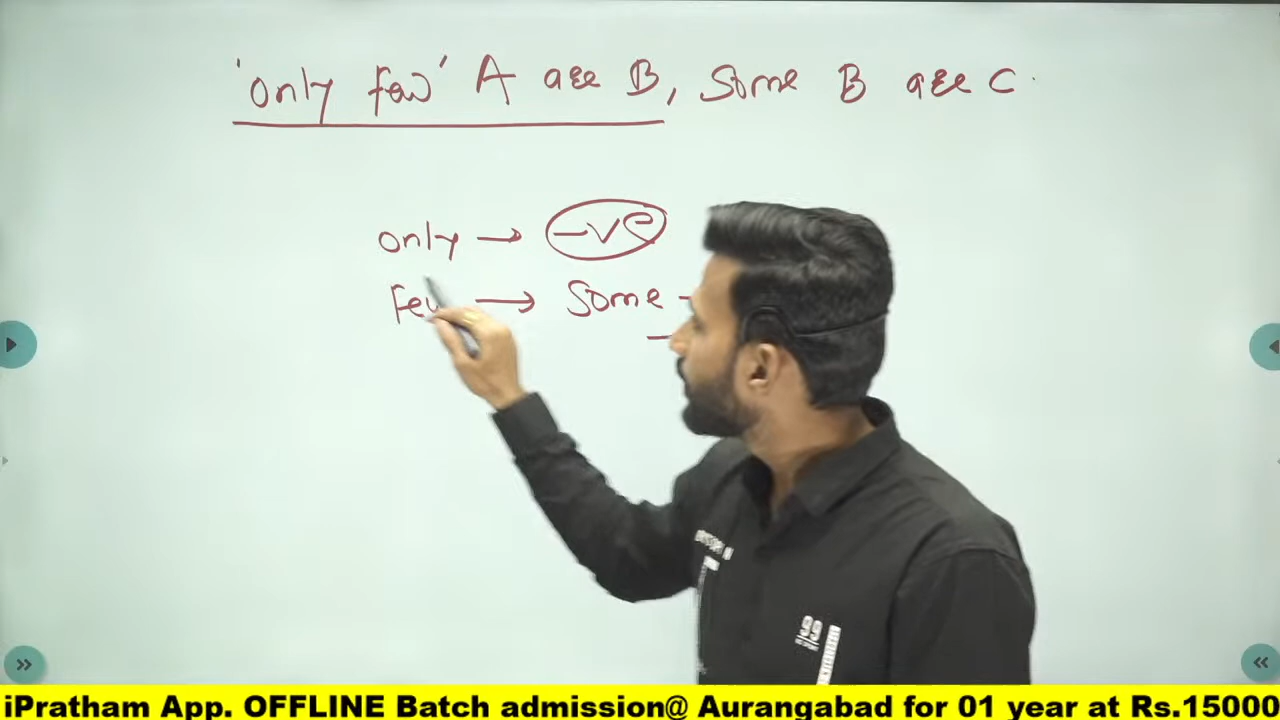 'only few' A are B, Some B are C.
only → -ve
Few → Some -
99
iPratham App. OFFLINE Batch admission@ Aurangabad for 01 year at Rs.15000